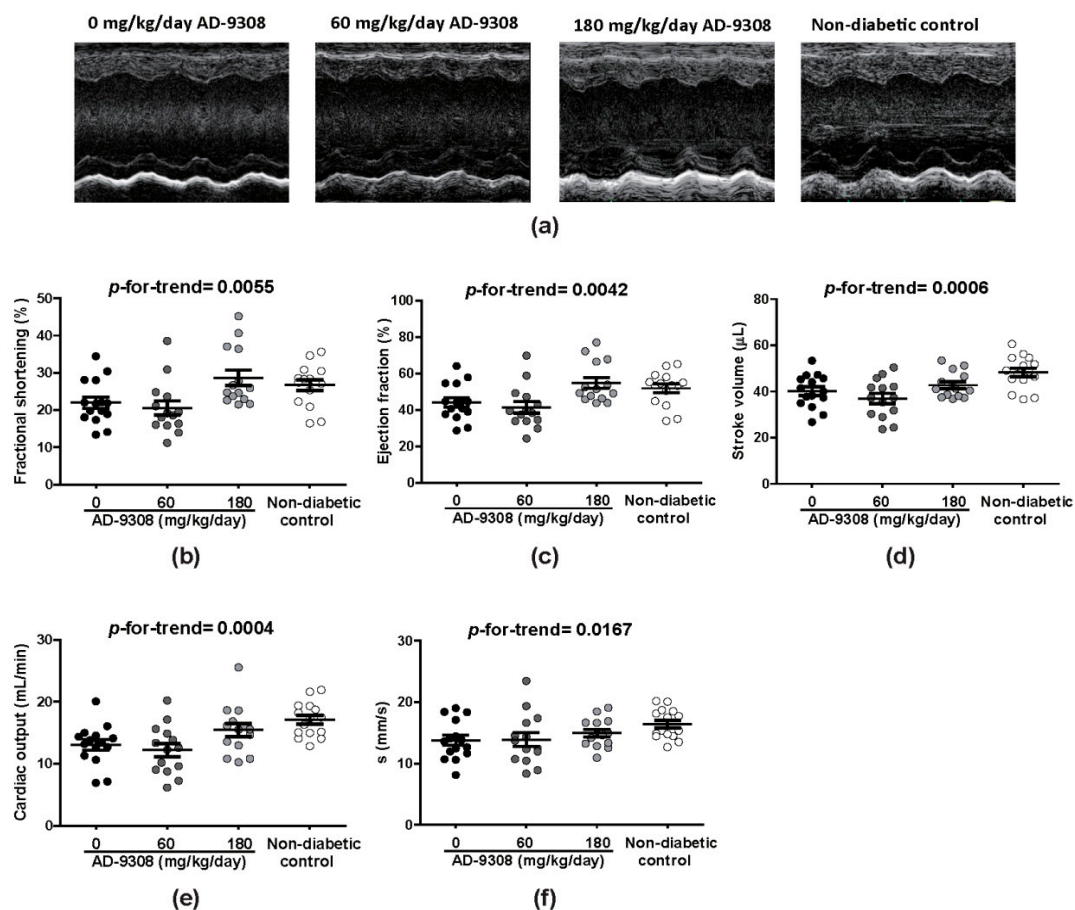 0 mg/kg/day AD-9308 60 mg/kg/day AD-9308 180 mg/kg/day AD-9308 Non-diabetic control
(a)
p-for-trend= 0.0055
Fractional shortening (%)
50
40
30
20
10
0
0 60 180 Non-diabetic
AD-9308 (mg/kg/day) control
(b)
p-for-trend= 0.0042
Ejection fraction (%)
100
80
60
40
20
0
0 60 180 Non-diabetic
AD-9308 (mg/kg/day) control
(c)
p-for-trend= 0.0006
Stroke volume (μL)
80
60
40
20
0
0 60 180 Non-diabetic
AD-9308 (mg/kg/day) control
(d)
p-for-trend= 0.0004
Cardiac output (mL/min)
30
20
10
0
0 60 180 Non-diabetic
AD-9308 (mg/kg/day) control
(e)
p-for-trend= 0.0167
s (mm/s)
30
20
10
0
0 60 180 Non-diabetic
AD-9308 (mg/kg/day) control
(f)